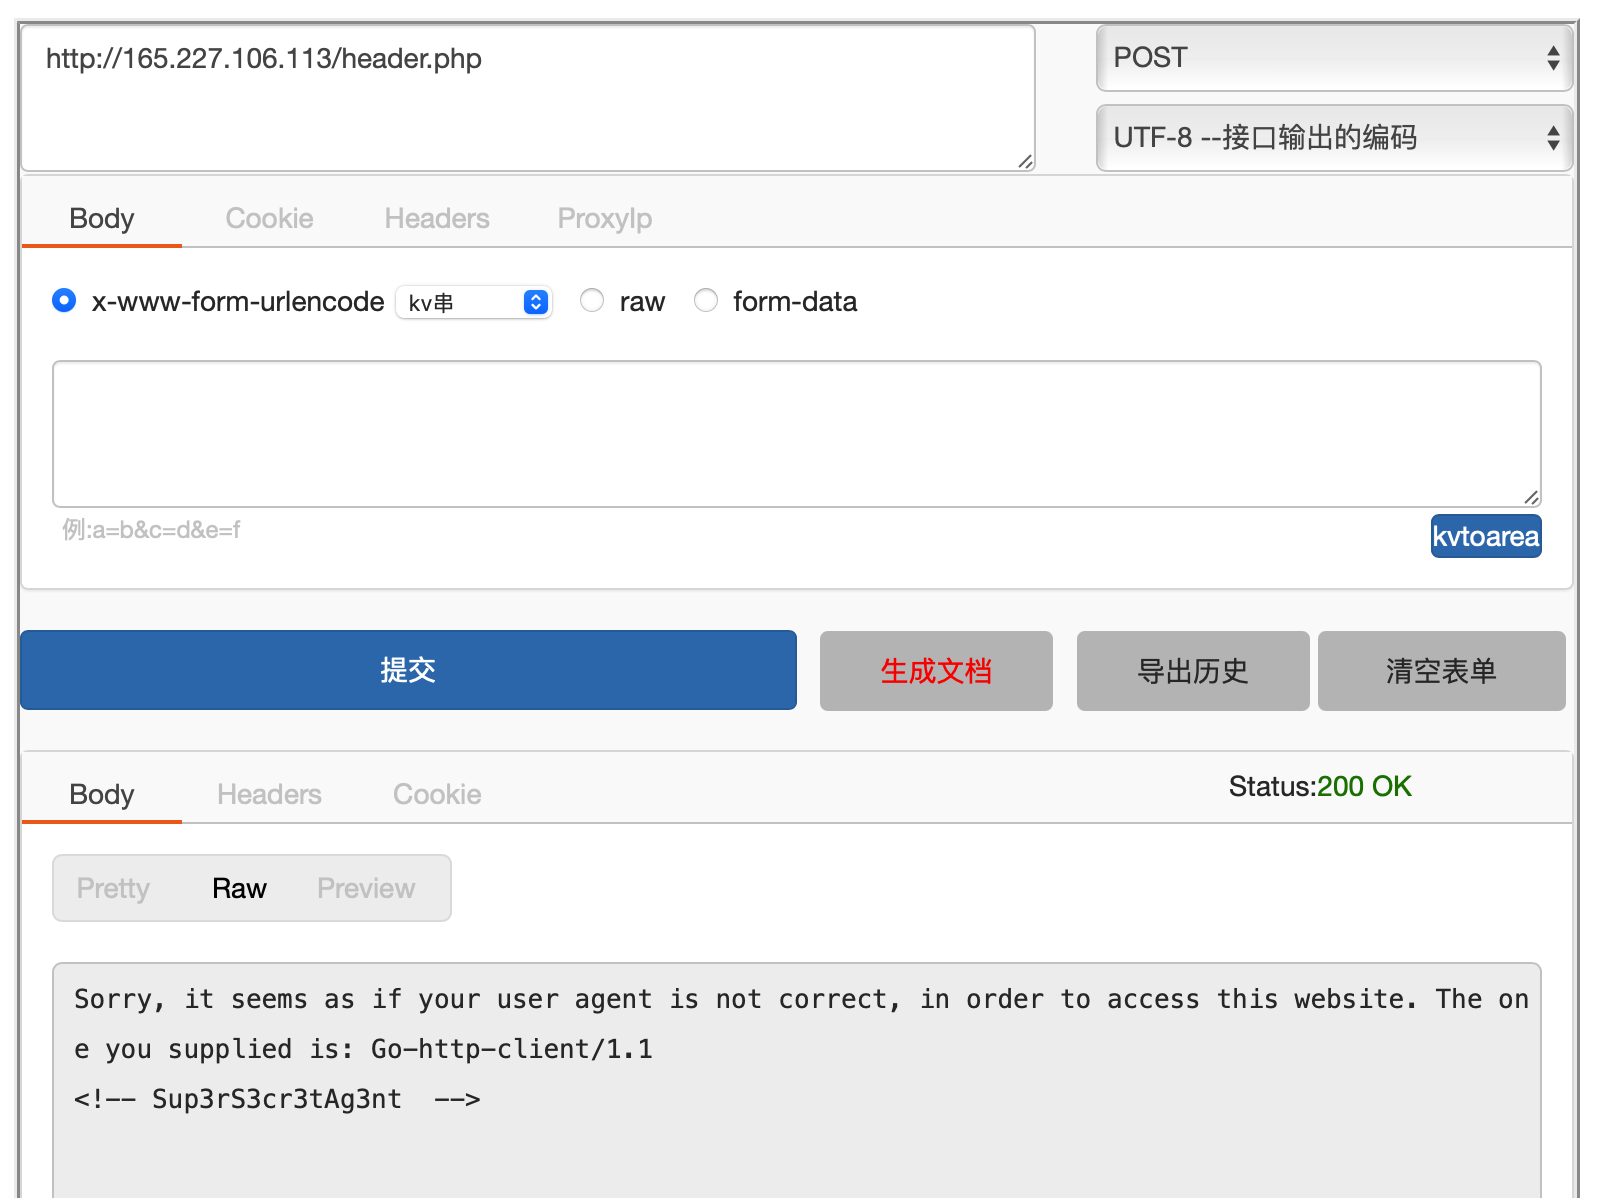 http://165.227.106.113/header.php
POST
UTF-8 --接口输出的编码
Body Cookie Headers ProxyIp
x-www-form-urlencode kv串 raw form-data
例:a=b&c=d&e=f
kvtoarea
提交 生成文档 导出历史 清空表单
Body Headers Cookie Status:200 OK
Pretty Raw Preview
Sorry, it seems as if your user agent is not correct, in order to access this website. The on
e you supplied is: Go-http-client/1.1
<!-- Sup3rS3cr3tAg3nt  -->